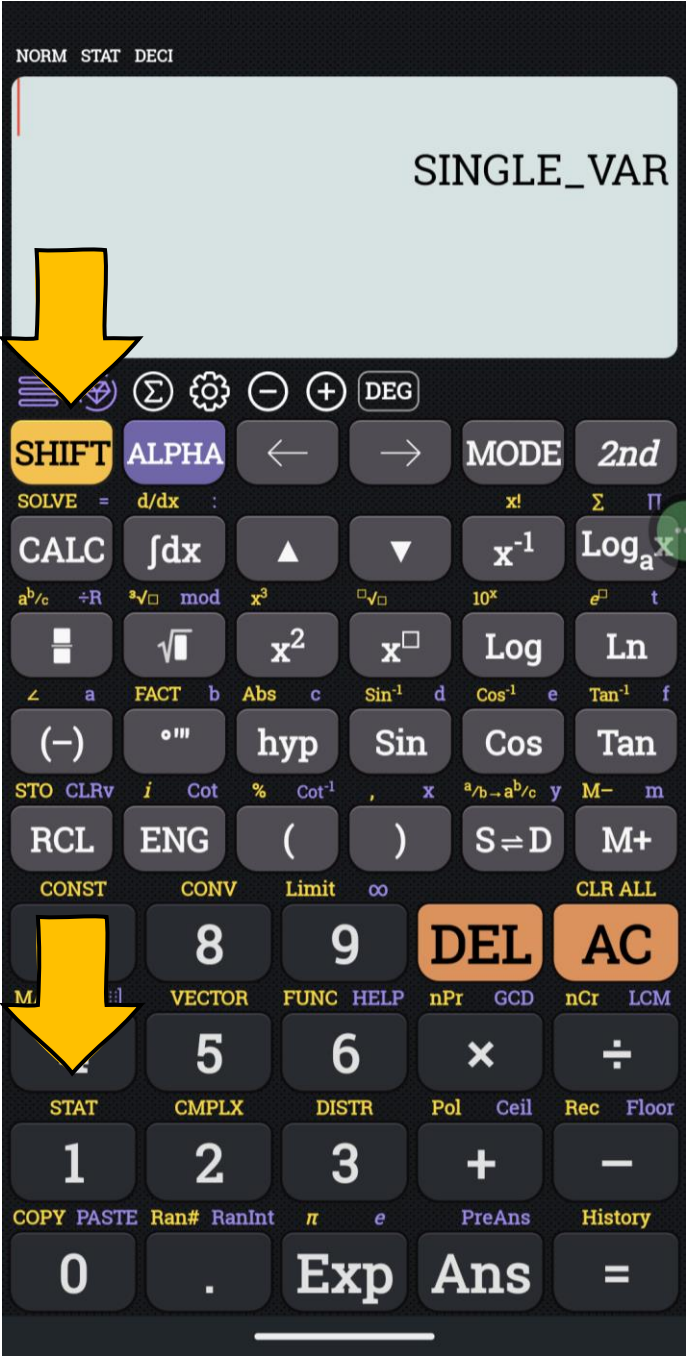 NORM STAT DECI
SINGLE_VAR
DEG
SHIFT ALPHA ← → MODE 2nd
SOLVE = d/dx : x! Σ Π
CALC ∫dx ▲ ▼ x⁻¹ Logₐx
aᵇ/c ÷R ³√□ mod x³ □√□ 10ˣ e□ t
√ x² x□ Log Ln
∠ a FACT b Abs c Sin⁻¹ d Cos⁻¹ e Tan⁻¹ f
(−) °''' hyp Sin Cos Tan
STO CLRv i Cot % Cot⁻¹ , x a/b→aᵇ/c y M− m
RCL ENG ( ) S⇌D M+
CONST CONV Limit ∞ CLR ALL
8 9 DEL AC
VECTOR FUNC HELP nPr GCD nCr LCM
5 6 × ÷
STAT CMPLX DISTR Pol Ceil Rec Floor
1 2 3 + −
COPY PASTE Ran# RanInt π e PreAns History
0 . Exp Ans =